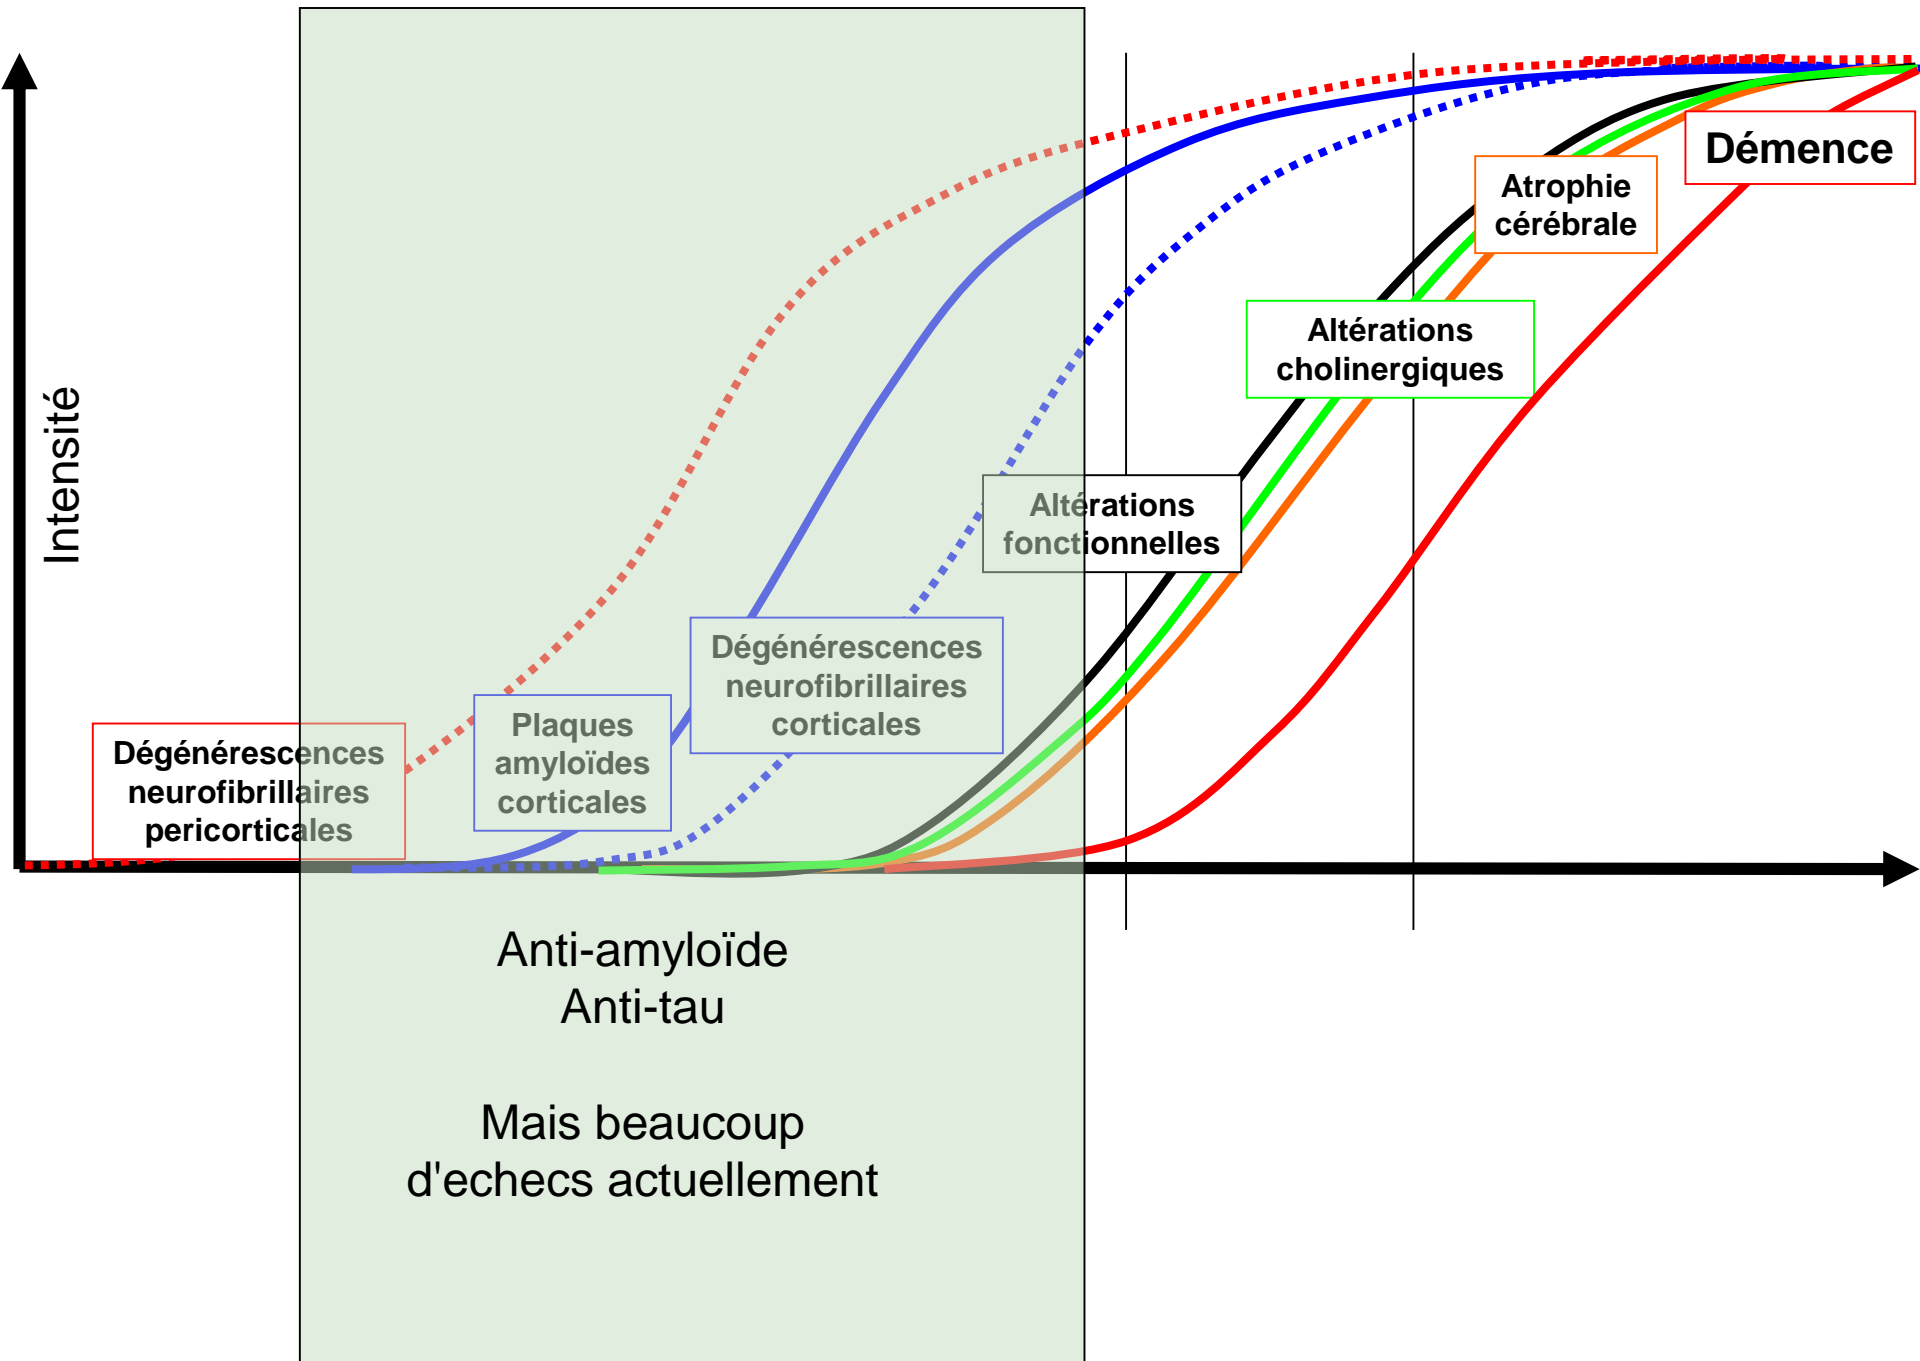 Démence
Atrophie
cérébrale
Altérations
cholinergiques
Intensité
Altérations
fonctionnelles
Dégénérescences
neurofibrillaires
corticales
Plaques
amyloïdes
corticales
Dégénérescences
neurofibrillaires
pericorticales
Anti-amyloïde
Anti-tau
Mais beaucoup
d'echecs actuellement